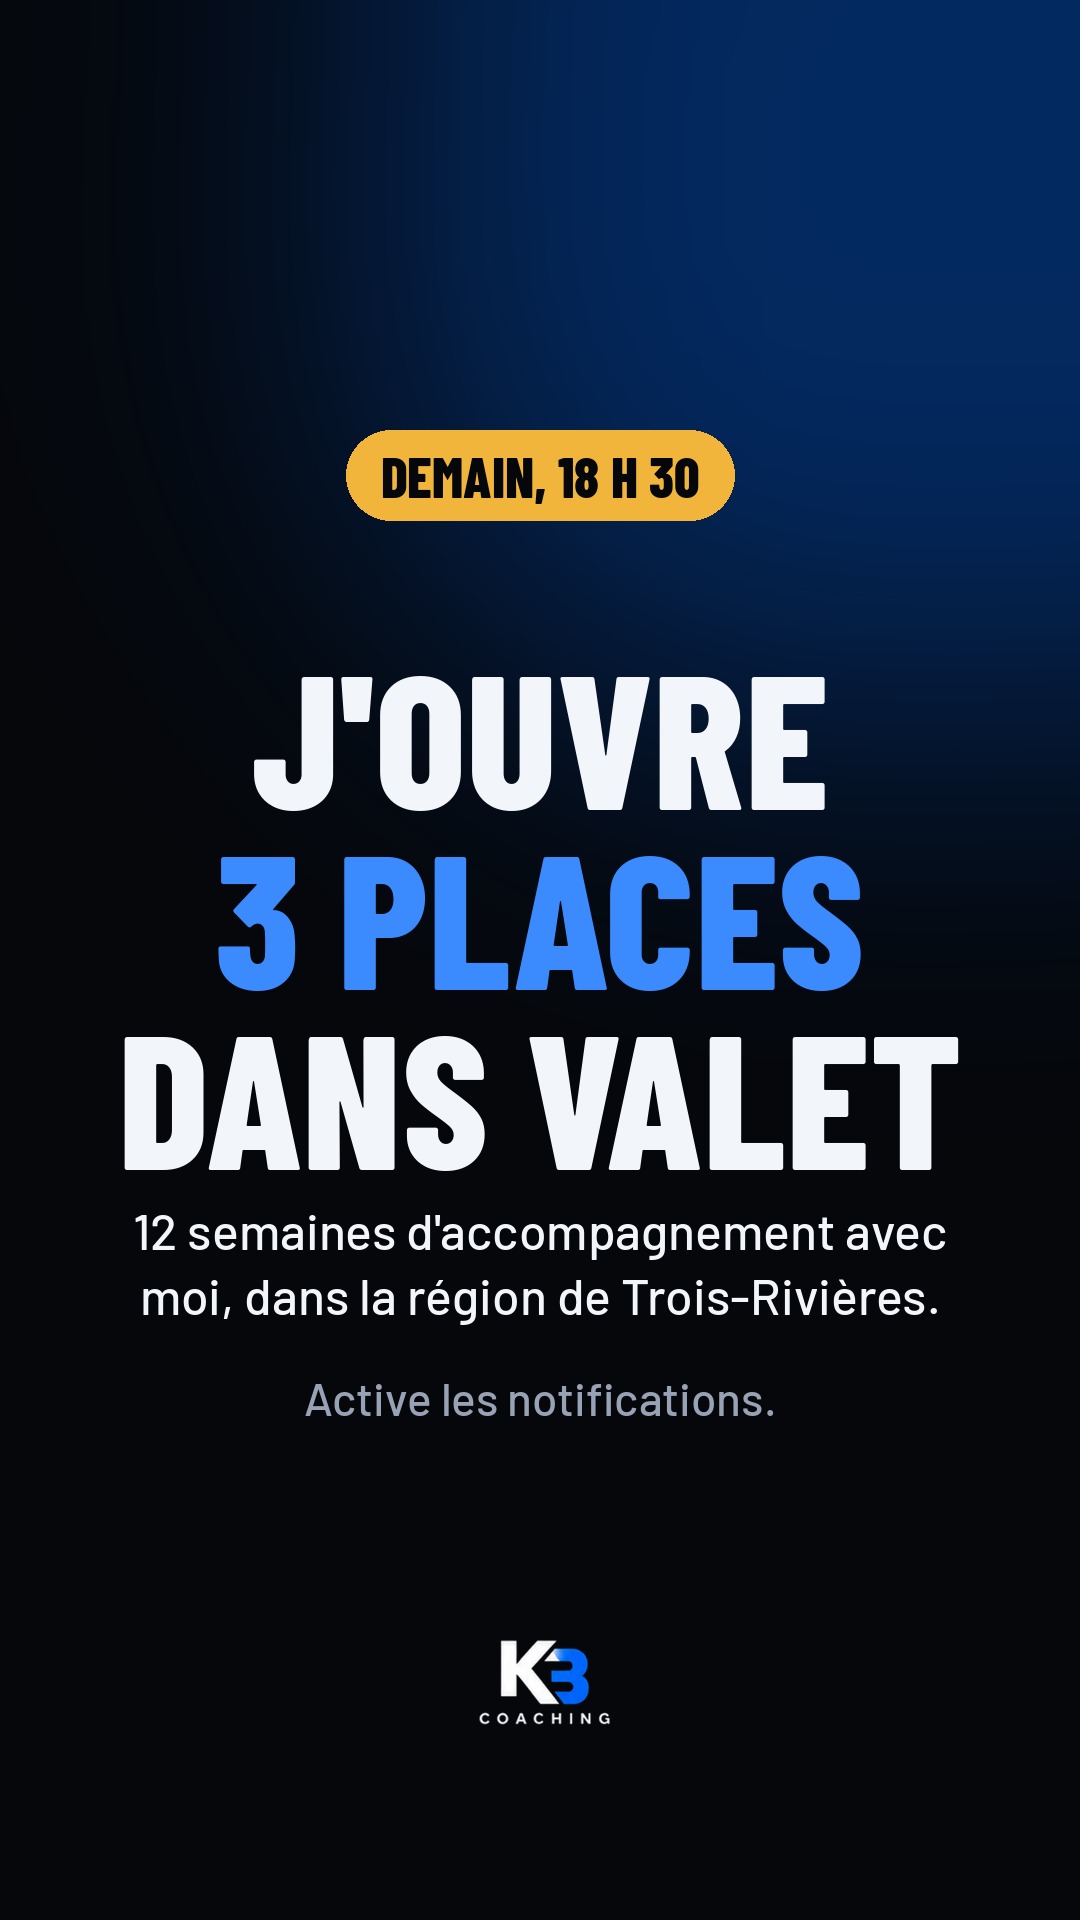 DEMAIN, 18 H 30
J'OUVRE
3 PLACES
DANS VALET
12 semaines d'accompagnement avec
moi, dans la région de Trois-Rivières.
Active les notifications.
KB
COACHING